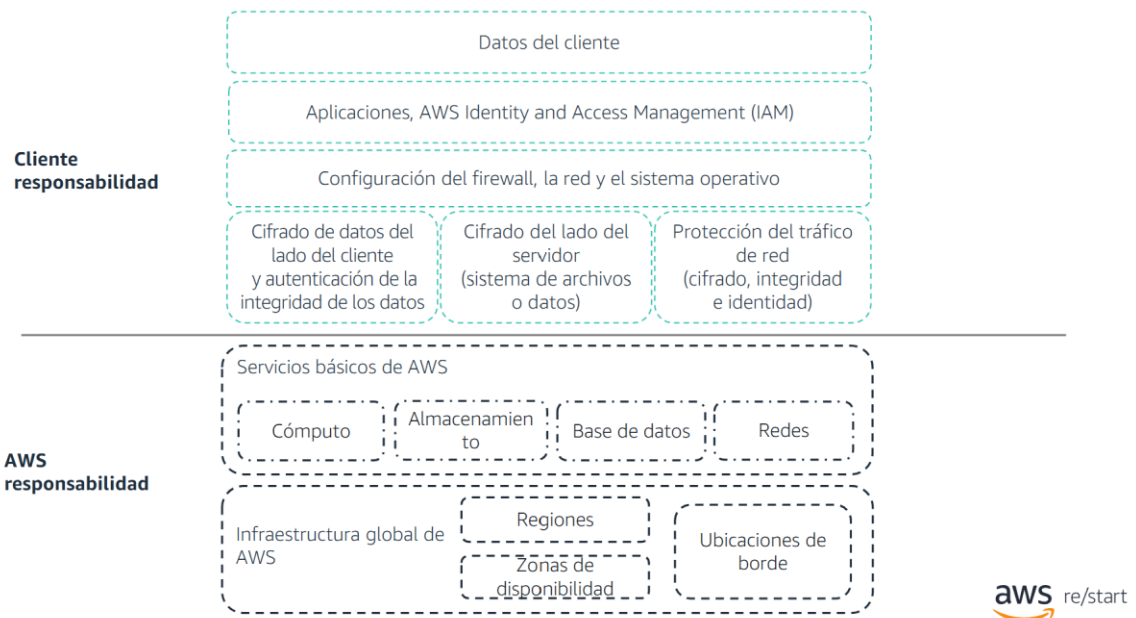 Datos del cliente
Aplicaciones, AWS Identity and Access Management (IAM)
Cliente
responsabilidad
Configuración del firewall, la red y el sistema operativo
Cifrado de datos del
lado del cliente
y autenticación de la
integridad de los datos
Cifrado del lado del
servidor
(sistema de archivos
o datos)
Protección del tráfico
de red
(cifrado, integridad
e identidad)
AWS
responsabilidad
Servicios básicos de AWS
Cómputo
Almacenamien
to
Base de datos
Redes
Infraestructura global de
AWS
Regiones
Zonas de
disponibilidad
Ubicaciones de
borde
aws re/start